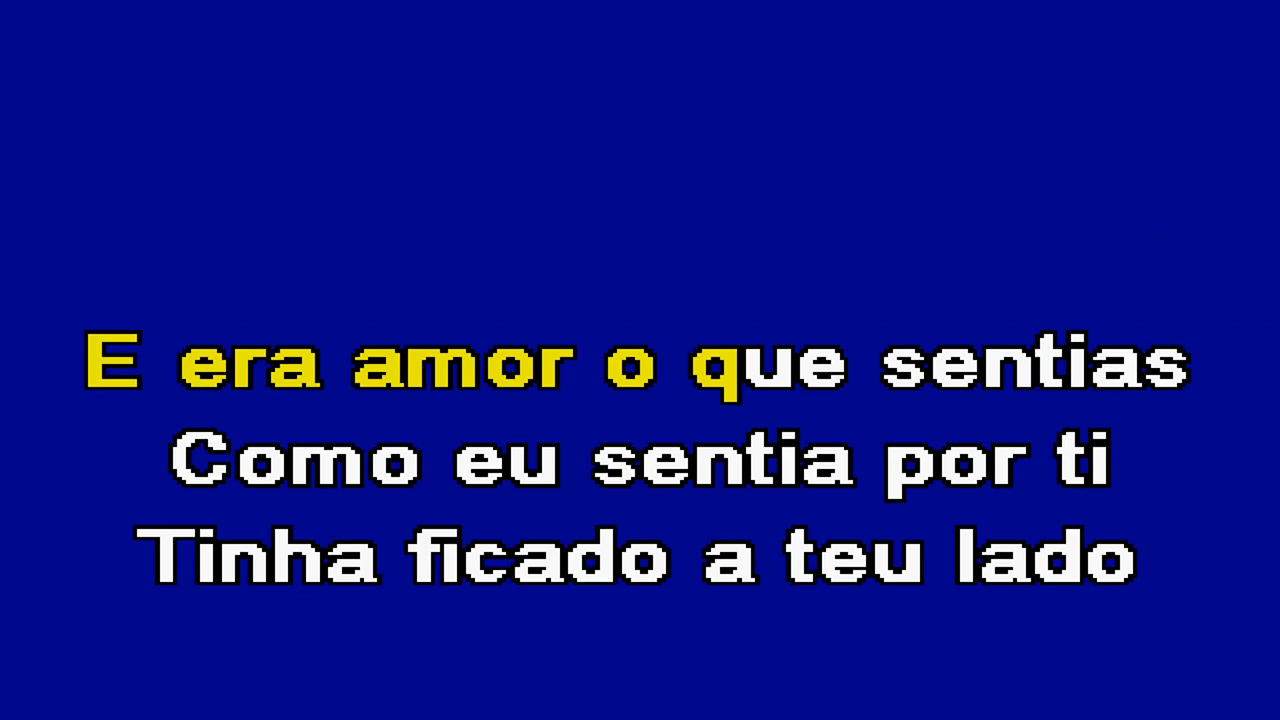 E era amor o que sentias
Como eu sentia por ti
Tinha ficado a teu lado